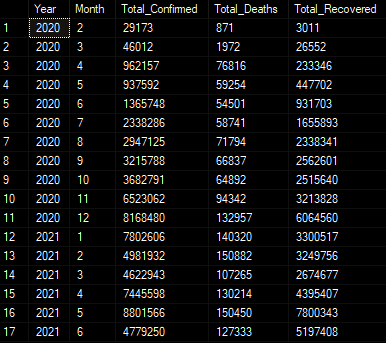 Year Month Total_Confimed Total_Deaths Total_Recovered
1 2020 2 29173 871 3011
2 2020 3 46012 1972 26552
3 2020 4 962157 76816 233346
4 2020 5 937592 59254 447702
5 2020 6 1365748 54501 931703
6 2020 7 2338286 58741 1655893
7 2020 8 2947125 71794 2338341
8 2020 9 3215788 66837 2562601
9 2020 10 3682791 64892 2515640
10 2020 11 6523062 94342 3213828
11 2020 12 8168480 132957 6064560
12 2021 1 7802606 140320 3300517
13 2021 2 4981932 150882 3249756
14 2021 3 4622943 107265 2674677
15 2021 4 7445598 130214 4395407
16 2021 5 8801566 150450 7800343
17 2021 6 4779250 127333 5197408